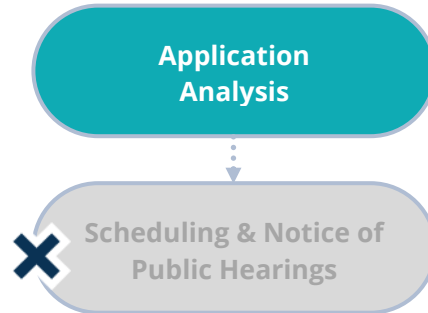 Application
Analysis
Scheduling & Notice of
Public Hearings